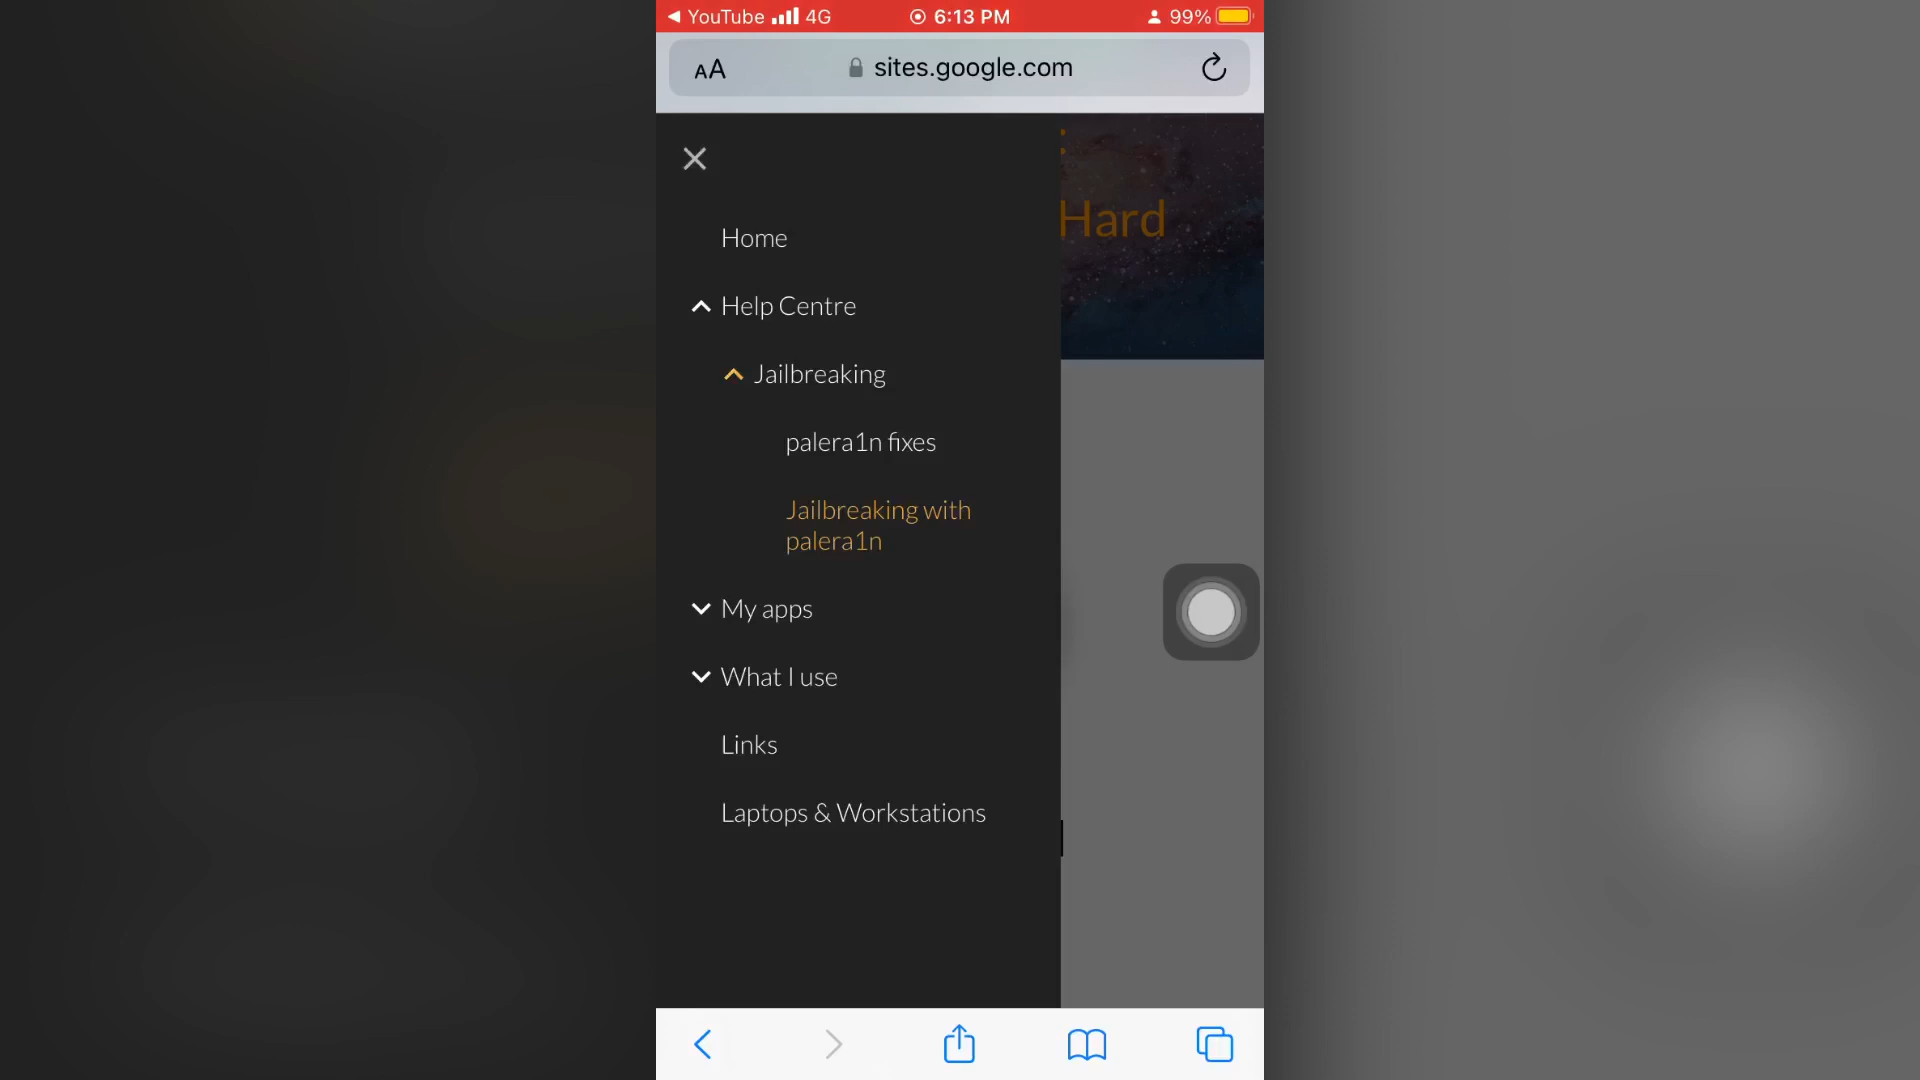 YouTube 4G 6:13 PM 99%
AA sites.google.com
Hard
Home
Help Centre
Jailbreaking
palera1n fixes
Jailbreaking with
palera1n
My apps
What I use
Links
Laptops & Workstations